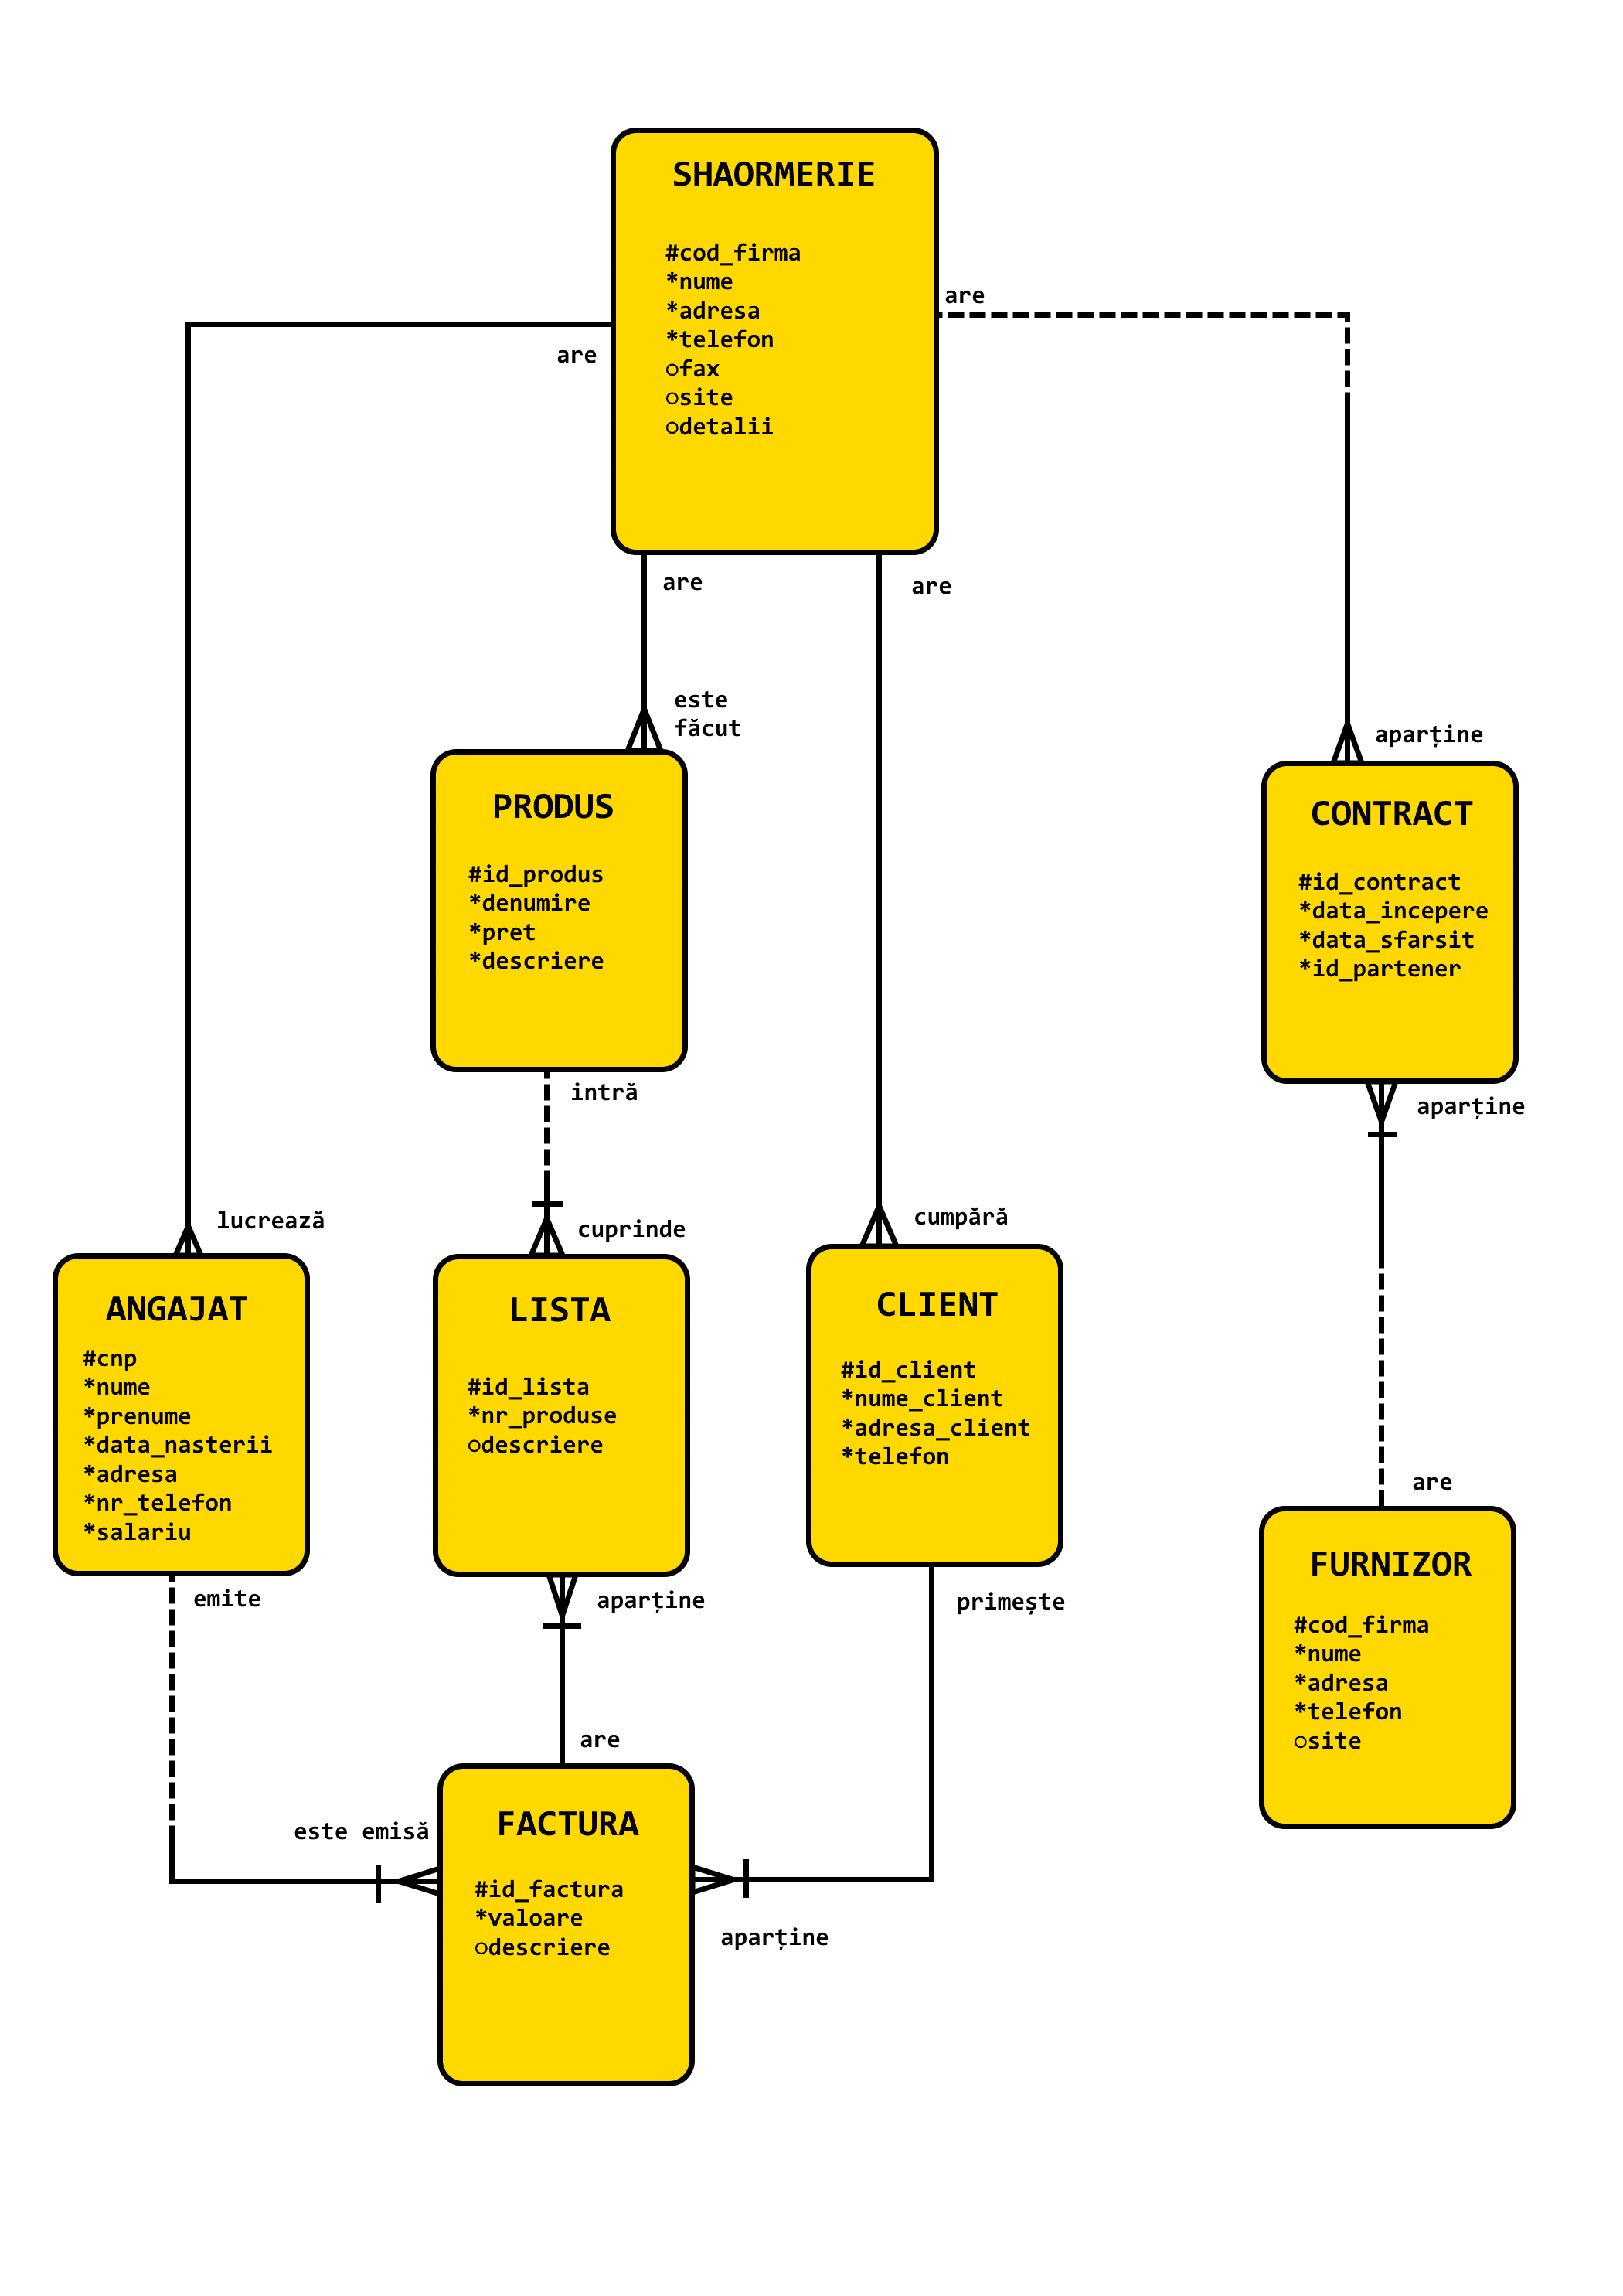 SHAORMERIE
#cod_firma
*nume
*adresa
*telefon
○fax
○site
○detalii
are
are
are
are
este
făcut
PRODUS
#id_produs
*denumire
*pret
*descriere
aparține
CONTRACT
#id_contract
*data_incepere
*data_sfarsit
*id_partener
intră
aparține
lucrează
cuprinde
cumpără
ANGAJAT
#cnp
*nume
*prenume
*data_nasterii
*adresa
*nr_telefon
*salariu
LISTA
#id_lista
*nr_produse
○descriere
CLIENT
#id_client
*nume_client
*adresa_client
*telefon
are
FURNIZOR
#cod_firma
*nume
*adresa
*telefon
○site
emite
aparține
primește
are
este emisă
FACTURA
#id_factura
*valoare
○descriere
aparține